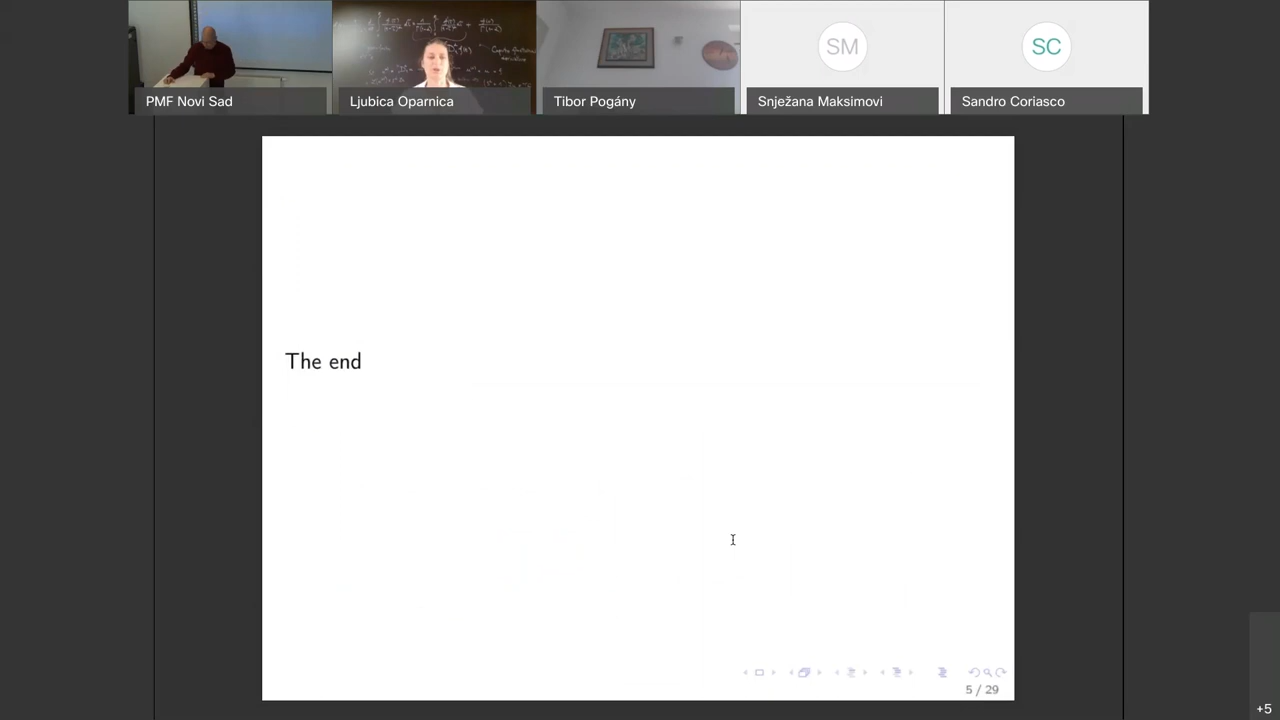 PMF Novi Sad
Ljubica Oparnica
Tibor Pogány
SM
Snježana Maksimovi
SC
Sandro Coriasco
The end
5 / 29
+5